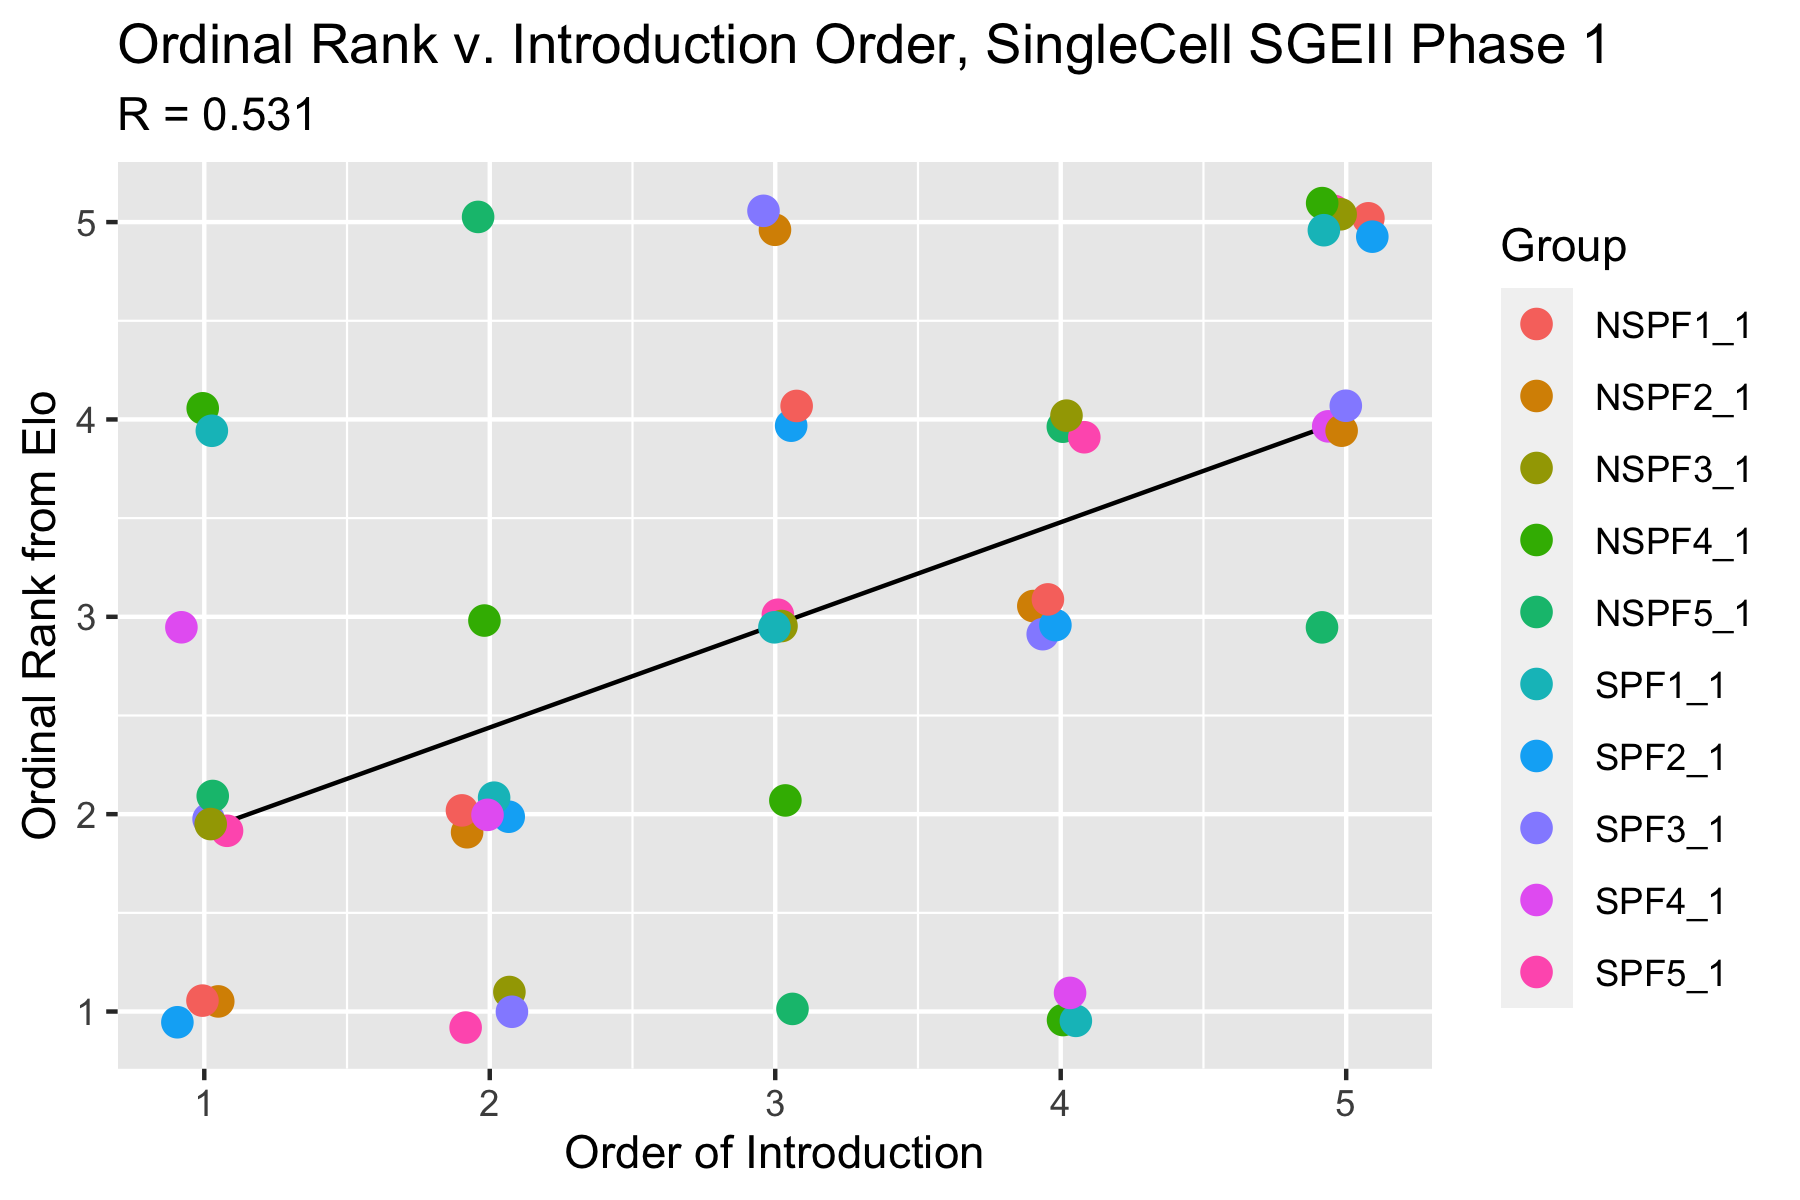 Ordinal Rank v. Introduction Order, SingleCell SGEII Phase 1
R = 0.531
Ordinal Rank from Elo
5
4
3
2
1
1
2
3
4
5
Order of Introduction
Group
NSPF1_1
NSPF2_1
NSPF3_1
NSPF4_1
NSPF5_1
SPF1_1
SPF2_1
SPF3_1
SPF4_1
SPF5_1